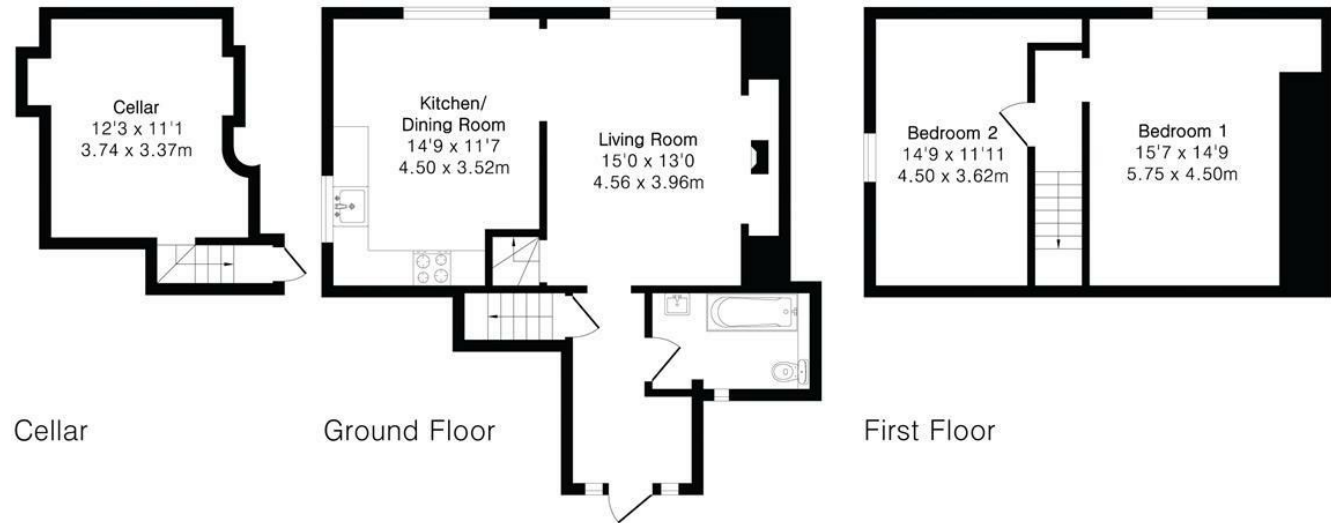 Cellar
12'3 x 11'1
3.74 x 3.37m
Kitchen/
Dining Room
14'9 x 11'7
4.50 x 3.52m
Living Room
15'0 x 13'0
4.56 x 3.96m
Bedroom 2
14'9 x 11'11
4.50 x 3.62m
Bedroom 1
15'7 x 14'9
5.75 x 4.50m
Cellar
Ground Floor
First Floor